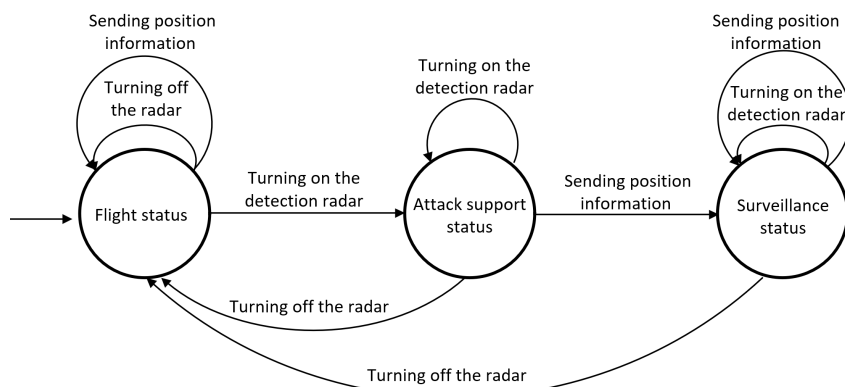 Sending position
information
Turning off
the radar
Turning on the
detection radar
Sending position
information
Turning on the
detection radar
Flight status
Turning on the
detection radar
Attack support
status
Sending position
information
Surveillance
status
Turning off the radar
Turning off the radar